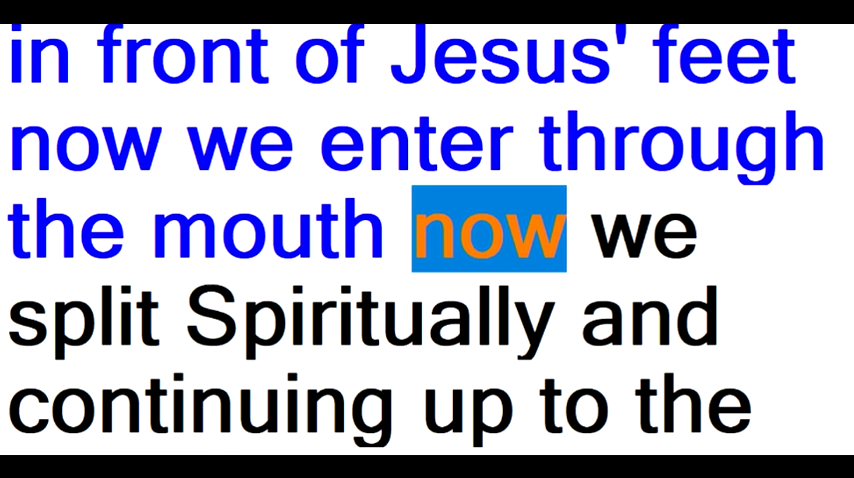 in front of Jesus' feet
now we enter through
the mouth now we
split Spiritually and
continuing up to the